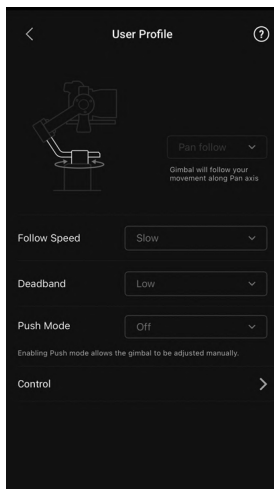 User Profile
?
Pan follow
Gimbal will follow your
movement along Pan axis
Follow Speed
Slow
Deadband
Low
Push Mode
Off
Enabling Push mode allows the gimbal to be adjusted manually.
Control